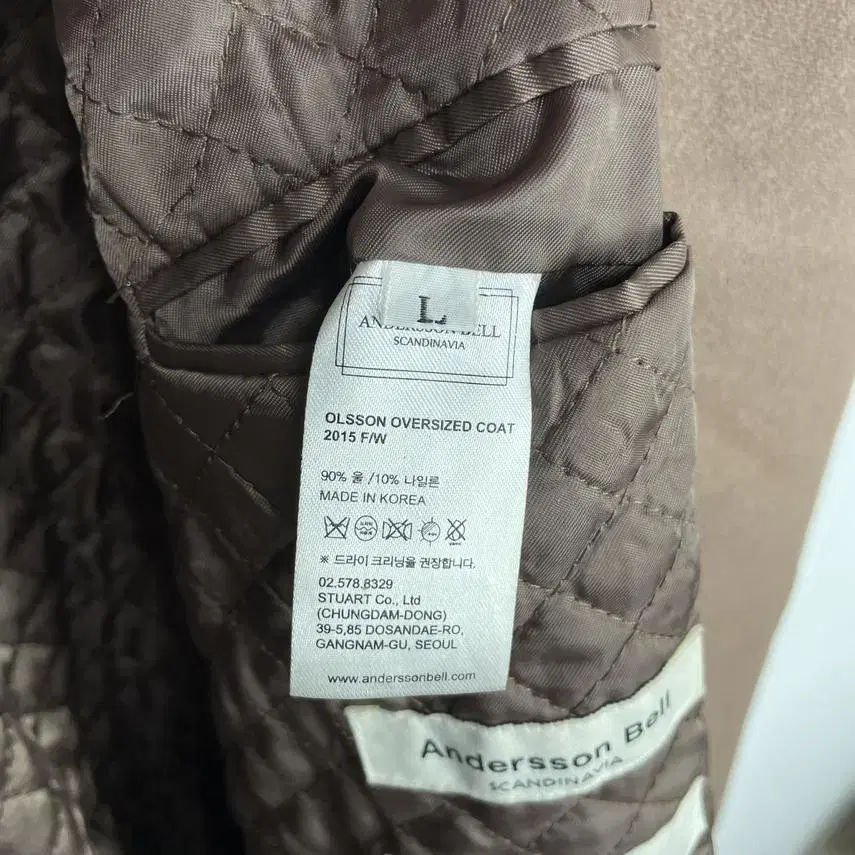 L
ANDERSSON BELL
SCANDINAVIA
OLSSON OVERSIZED COAT
2015 F/W
90% 울 /10% 나일론
MADE IN KOREA
※ 드라이 크리닝을 권장합니다.
02.578.8329
STUART Co., Ltd
(CHUNGDAM-DONG)
39-5,85 DOSANDAE-RO,
GANGNAM-GU, SEOUL
www.anderssonbell.com
Andersson Bell
SCANDINAVIA